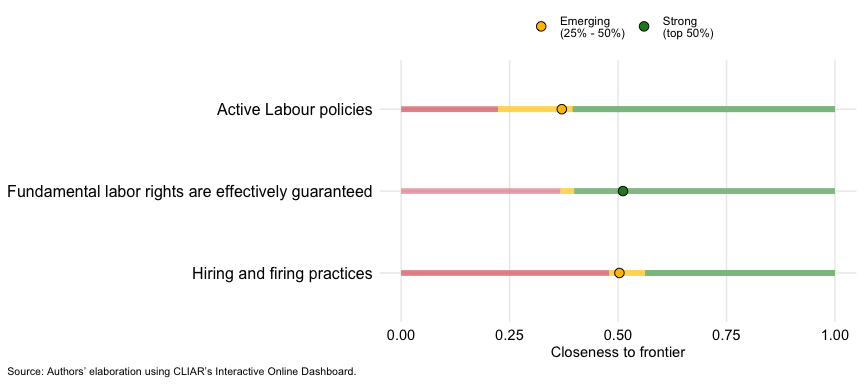 Emerging
(25% - 50%)
Strong
(top 50%)
Active Labour policies
Fundamental labor rights are effectively guaranteed
Hiring and firing practices
0.00 0.25 0.50 0.75 1.00
Closeness to frontier
Source: Authors' elaboration using CLIAR's Interactive Online Dashboard.